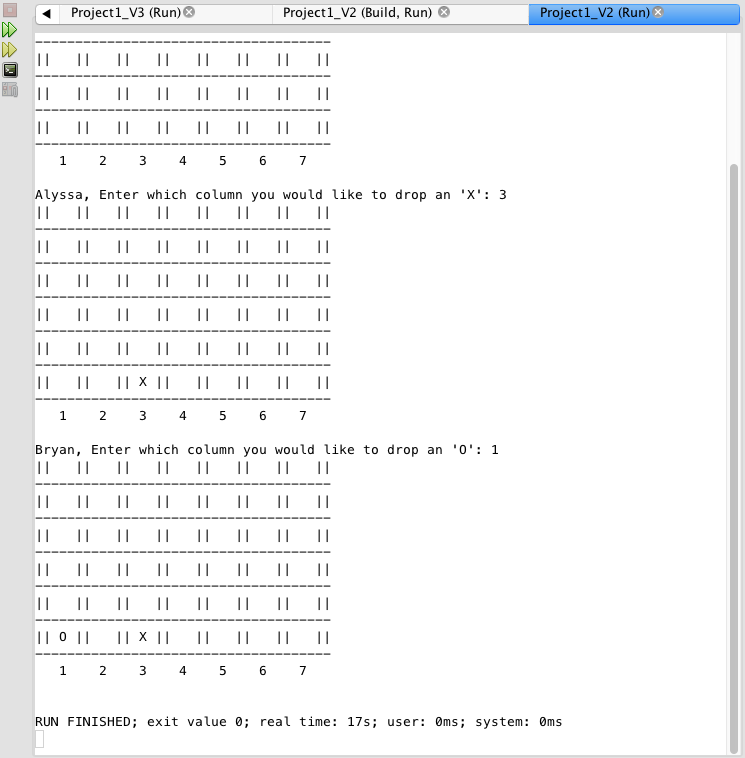 Project1_V3 (Run) Project1_V2 (Build, Run) Project1_V2 (Run)
-------------------------------------
||   ||   ||   ||   ||   ||   ||   ||
-------------------------------------
||   ||   ||   ||   ||   ||   ||   ||
-------------------------------------
||   ||   ||   ||   ||   ||   ||   ||
-------------------------------------
   1    2    3    4    5    6    7
Alyssa, Enter which column you would like to drop an 'X': 3
||   ||   ||   ||   ||   ||   ||   ||
-------------------------------------
||   ||   ||   ||   ||   ||   ||   ||
-------------------------------------
||   ||   ||   ||   ||   ||   ||   ||
-------------------------------------
||   ||   ||   ||   ||   ||   ||   ||
-------------------------------------
||   ||   ||   ||   ||   ||   ||   ||
-------------------------------------
||   ||   || X ||   ||   ||   ||   ||
-------------------------------------
   1    2    3    4    5    6    7
Bryan, Enter which column you would like to drop an 'O': 1
||   ||   ||   ||   ||   ||   ||   ||
-------------------------------------
||   ||   ||   ||   ||   ||   ||   ||
-------------------------------------
||   ||   ||   ||   ||   ||   ||   ||
-------------------------------------
||   ||   ||   ||   ||   ||   ||   ||
-------------------------------------
||   ||   ||   ||   ||   ||   ||   ||
-------------------------------------
|| O ||   || X ||   ||   ||   ||   ||
-------------------------------------
   1    2    3    4    5    6    7
RUN FINISHED; exit value 0; real time: 17s; user: 0ms; system: 0ms